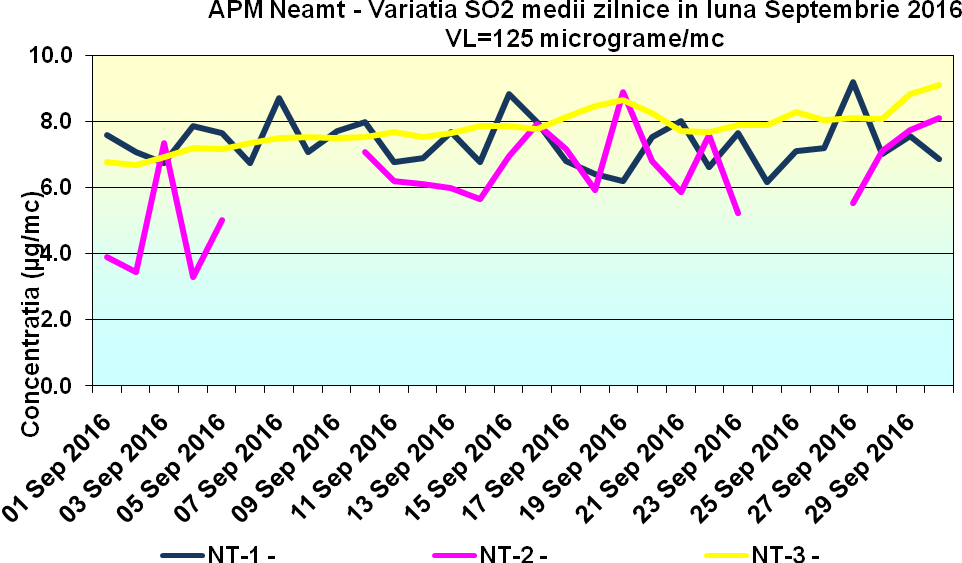 APM Neamt - Variatia SO2 medii zilnice in luna Septembrie 2016
VL=125 micrograme/mc
Concentratia (µg/mc)
10.0
8.0
6.0
4.0
2.0
0.0
01 Sep 2016
03 Sep 2016
05 Sep 2016
07 Sep 2016
09 Sep 2016
11 Sep 2016
13 Sep 2016
15 Sep 2016
17 Sep 2016
19 Sep 2016
21 Sep 2016
23 Sep 2016
25 Sep 2016
27 Sep 2016
29 Sep 2016
NT-1 - NT-2 - NT-3 -